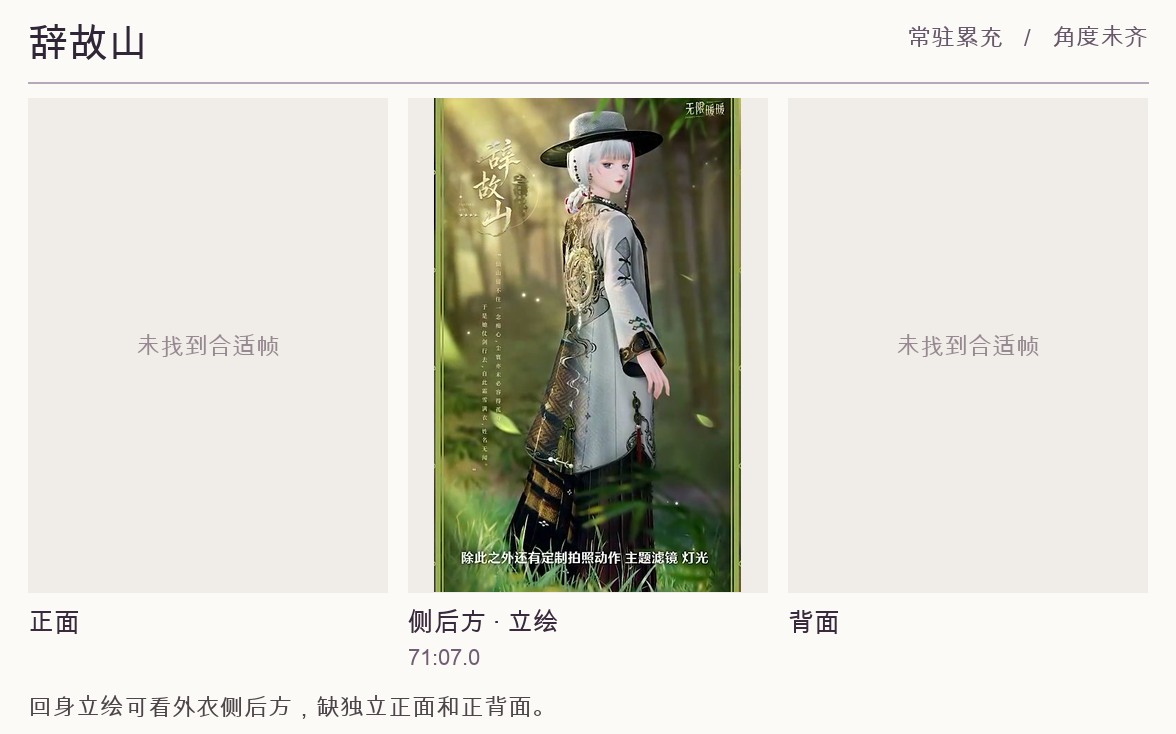 辞故山
常驻累充 / 角度未齐
未找到合适帧
无限暖暖
辞
故
山
除此之外还有定制拍照动作 主题滤镜 灯光
未找到合适帧
正面
侧后方 · 立绘
71:07.0
背面
回身立绘可看外衣侧后方，缺独立正面和正背面。